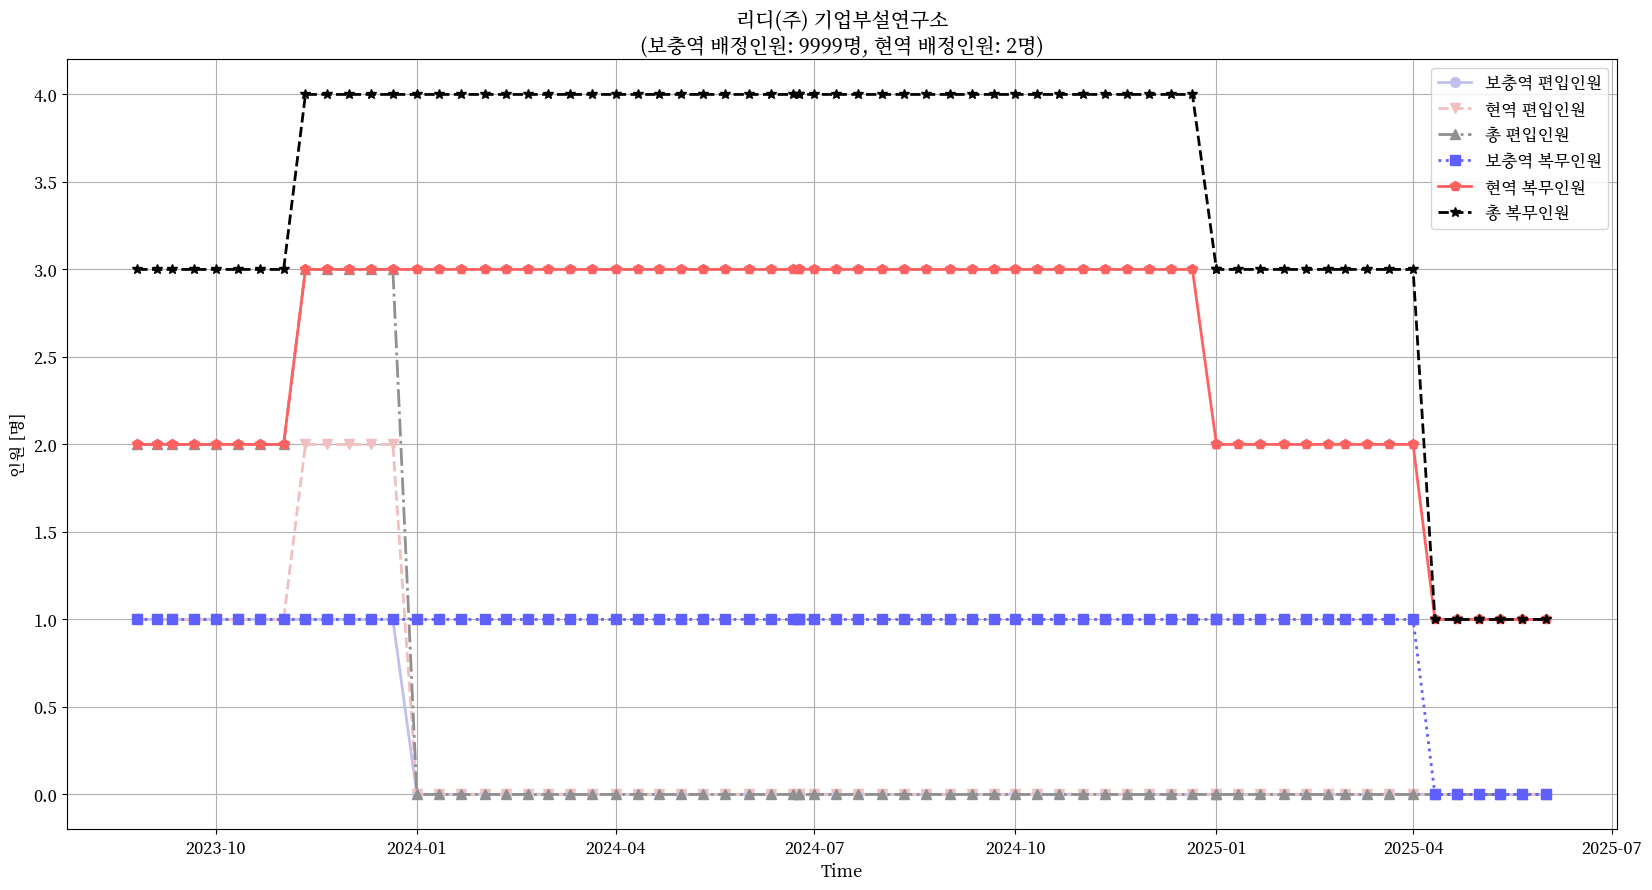 리디(주) 기업부설연구소
(보충역 배정인원: 9999명, 현역 배정인원: 2명)
보충역 편입인원
현역 편입인원
총 편입인원
보충역 복무인원
현역 복무인원
총 복무인원
인원 [명]
4.0
3.5
3.0
2.5
2.0
1.5
1.0
0.5
0.0
2023-10
2024-01
2024-04
2024-07
2024-10
2025-01
2025-04
2025-07
Time